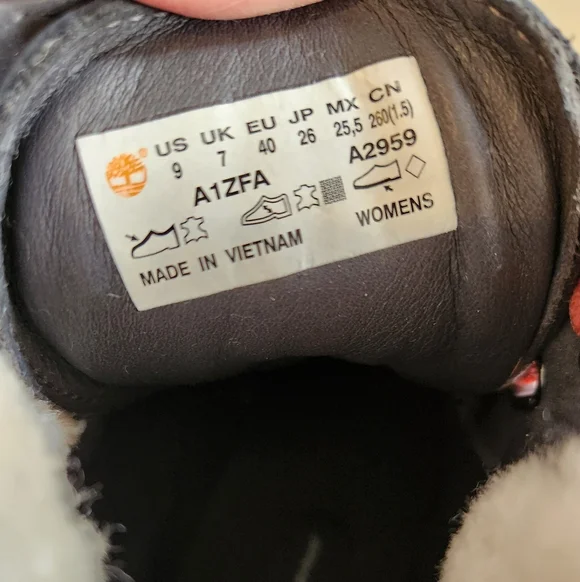 US UK EU JP MX CN
9 7 40 26 25,5 260(1.5)
A1ZFA A2959
MADE IN VIETNAM WOMENS